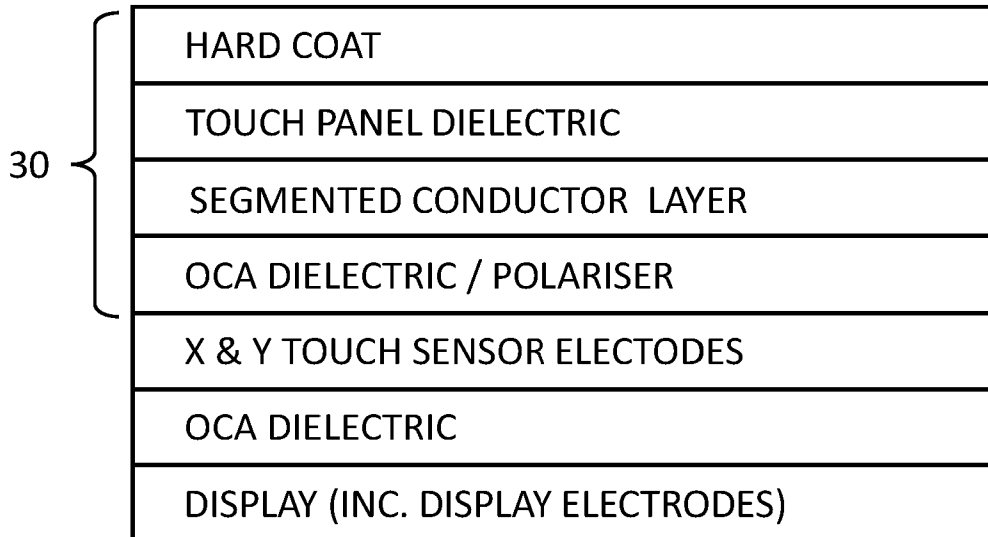 HARD COAT
TOUCH PANEL DIELECTRIC
30
SEGMENTED CONDUCTOR LAYER
OCA DIELECTRIC / POLARISER
X & Y TOUCH SENSOR ELECTODES
OCA DIELECTRIC
DISPLAY (INC. DISPLAY ELECTRODES)